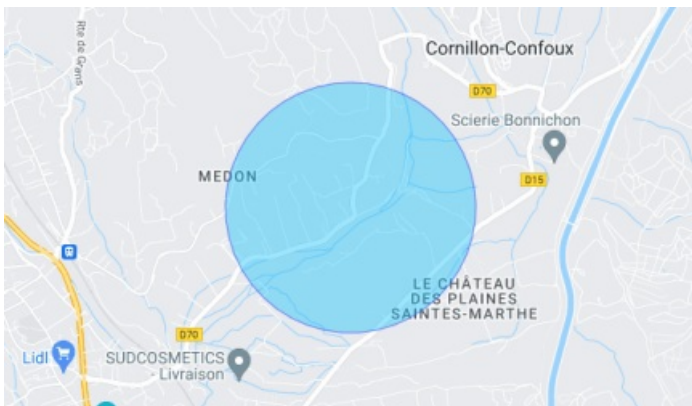 Rte de Grans
Cornillon-Confoux
D70
Scierie Bonnichon
MEDON
D15
LE CHÂTEAU
DES PLAINES
SAINTES-MARTHE
D70
Lidl
SUDCOSMETICS
- Livraison